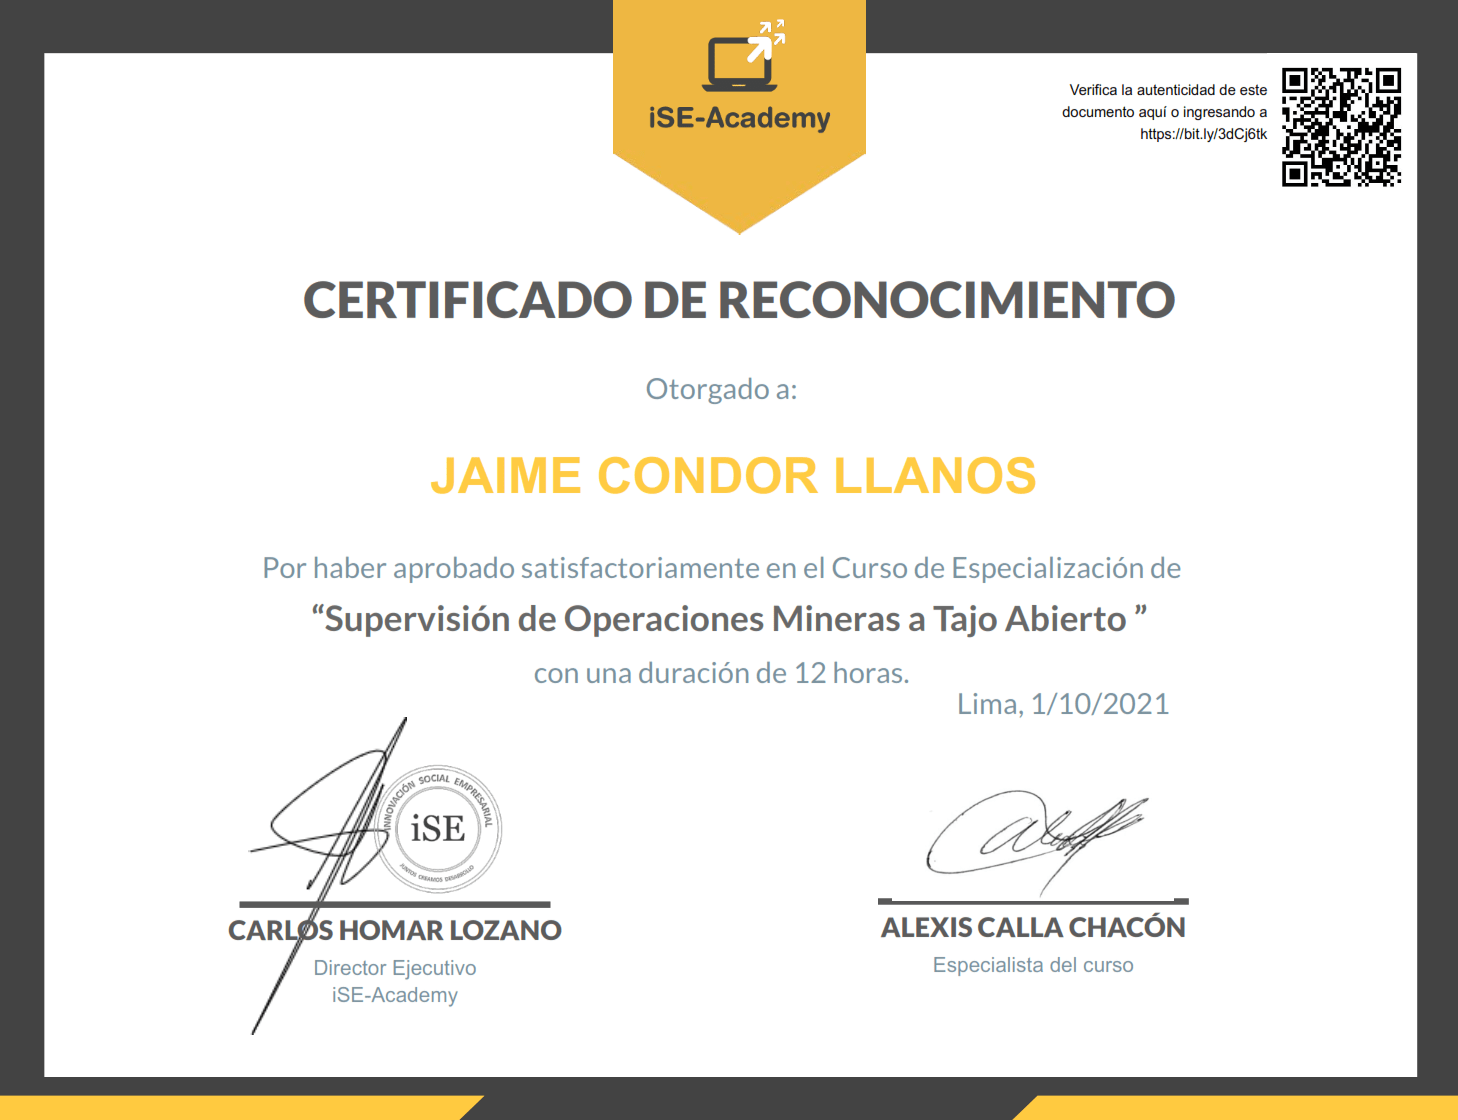 iSE-Academy
Verifica la autenticidad de este
documento aquí o ingresando a
https://bit.ly/3dCj6tk
CERTIFICADO DE RECONOCIMIENTO
Otorgado a:
JAIME CONDOR LLANOS
Por haber aprobado satisfactoriamente en el Curso de Especialización de
“Supervisión de Operaciones Mineras a Tajo Abierto ”
con una duración de 12 horas.
Lima, 1/10/2021
INNOVACIÓN SOCIAL EMPRESARIAL
iSE
JUNTOS CREAMOS DESARROLLO
CARLOS HOMAR LOZANO
Director Ejecutivo
iSE-Academy
ALEXIS CALLA CHACÓN
Especialista del curso